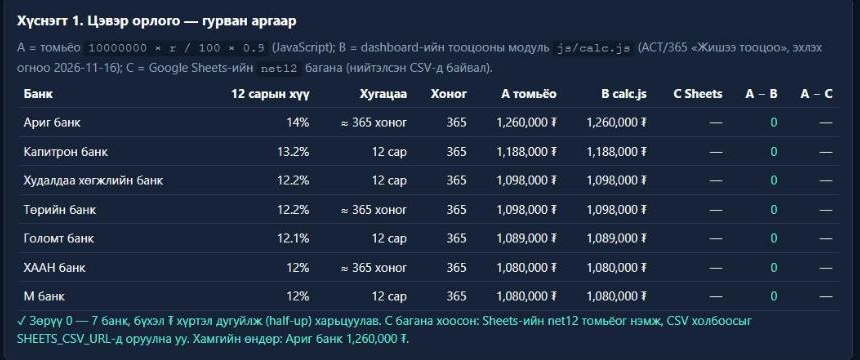 Хүснэгт 1. Цэвэр орлого — гурван аргаар
A = томьёо 10000000 × r / 100 × 0.9 (JavaScript); B = dashboard-ийн тооцооны модуль js/calc.js (ACT/365 «Жишээ тооцоо», эхлэх
огноо 2026-11-16); C = Google Sheets-ийн net12 багана (нийтэлсэн CSV-д байвал).
Банк 12 сарын хүү Хугацаа Хоног A томьёо B calc.js C Sheets A − B A − C
Ариг банк 14% ≈ 365 хоног 365 1,260,000 ₮ 1,260,000 ₮ — 0 —
Капитрон банк 13.2% 12 сар 365 1,188,000 ₮ 1,188,000 ₮ — 0 —
Худалдаа хөгжлийн банк 12.2% 12 сар 365 1,098,000 ₮ 1,098,000 ₮ — 0 —
Төрийн банк 12.2% ≈ 365 хоног 365 1,098,000 ₮ 1,098,000 ₮ — 0 —
Голомт банк 12.1% 12 сар 365 1,089,000 ₮ 1,089,000 ₮ — 0 —
ХААН банк 12% ≈ 365 хоног 365 1,080,000 ₮ 1,080,000 ₮ — 0 —
М банк 12% 12 сар 365 1,080,000 ₮ 1,080,000 ₮ — 0 —
✓ Зөрүү 0 — 7 банк, бүхэл ₮ хүртэл дугуйлж (half-up) харьцуулав. C багана хоосон: Sheets-ийн net12 томьёог нэмж, CSV холбоосыг
SHEETS_CSV_URL-д оруулна уу. Хамгийн өндөр: Ариг банк 1,260,000 ₮.